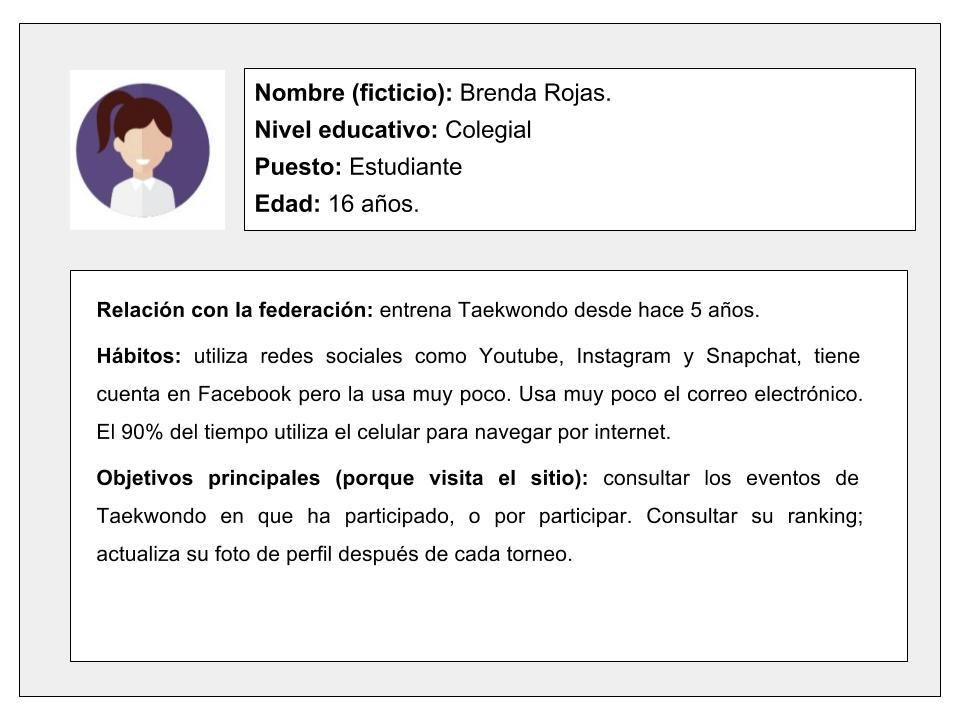 Nombre (ficticio): Brenda Rojas.
Nivel educativo: Colegial
Puesto: Estudiante
Edad: 16 años.
Relación con la federación: entrena Taekwondo desde hace 5 años.
Hábitos: utiliza redes sociales como Youtube, Instagram y Snapchat, tiene
cuenta en Facebook pero la usa muy poco. Usa muy poco el correo electrónico.
El 90% del tiempo utiliza el celular para navegar por internet.
Objetivos principales (porque visita el sitio): consultar los eventos de
Taekwondo en que ha participado, o por participar. Consultar su ranking;
actualiza su foto de perfil después de cada torneo.